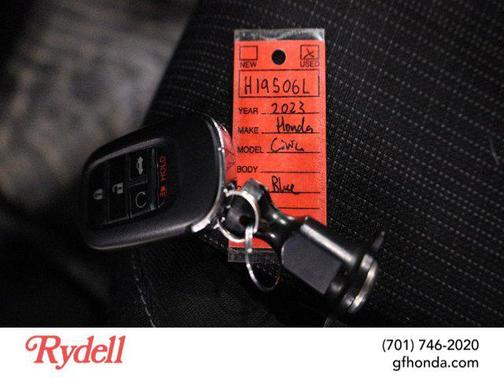 NEW USED
H19506L
YEAR 2023
MAKE Honda
MODEL Civic
BODY
Blue
HOLD
Rydell
(701) 746-2020
gfhonda.com